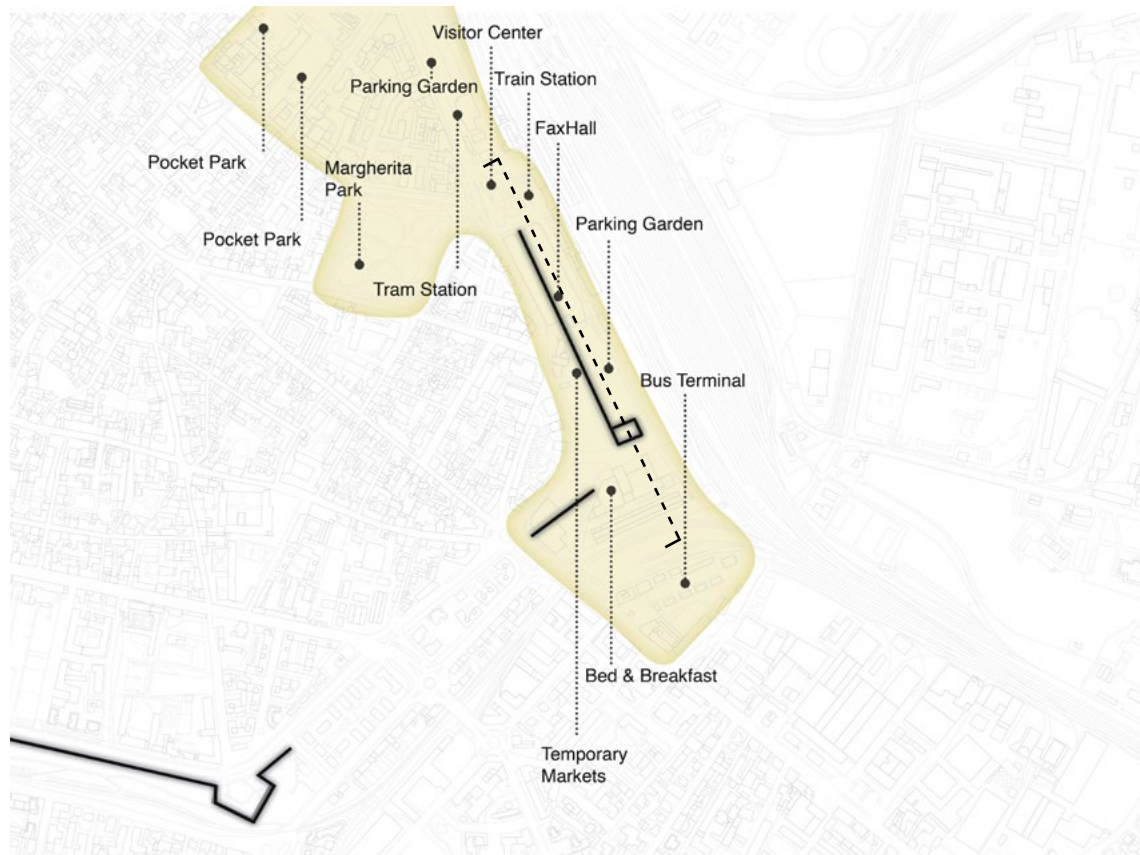 Visitor Center
Parking Garden
Train Station
FaxHall
Pocket Park
Margherita
Park
Pocket Park
Parking Garden
Tram Station
Bus Terminal
Bed & Breakfast
Temporary
Markets